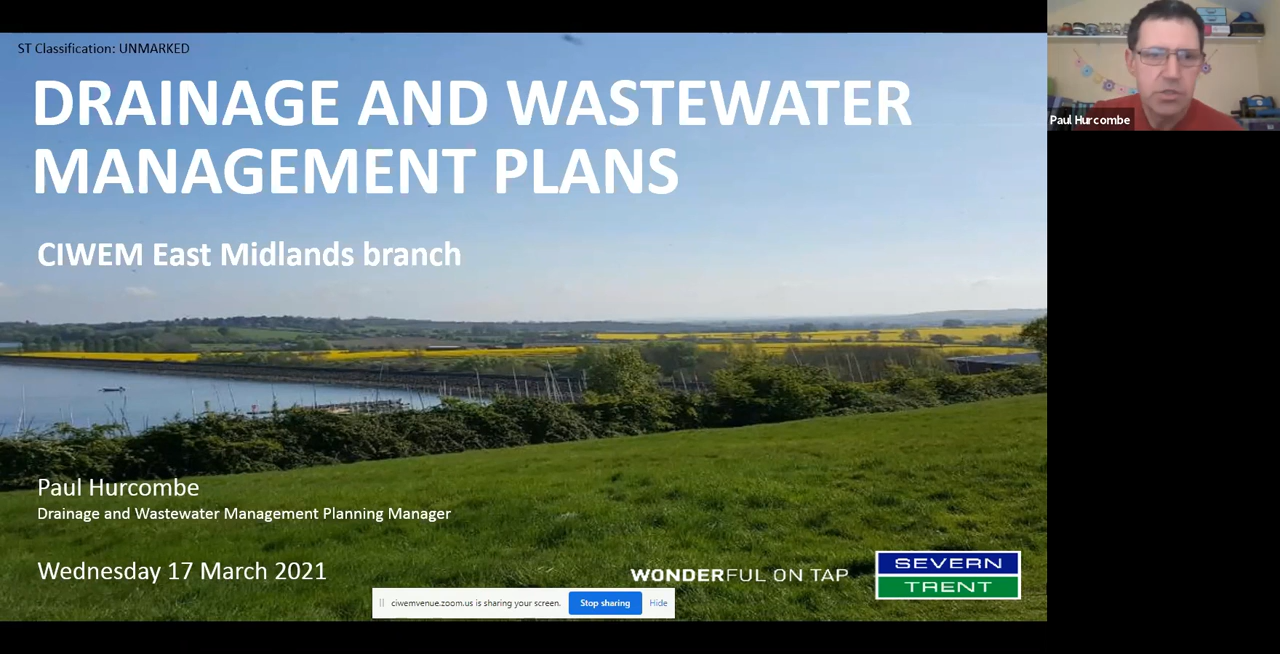 ST Classification: UNMARKED
DRAINAGE AND WASTEWATER
MANAGEMENT PLANS
CIWEM East Midlands branch
Paul Hurcombe
Drainage and Wastewater Management Planning Manager
Wednesday 17 March 2021
WONDERFUL ON TAP
SEVERN
TRENT
ciwemvenue.zoom.us is sharing your screen. Stop sharing Hide
Paul Hurcombe